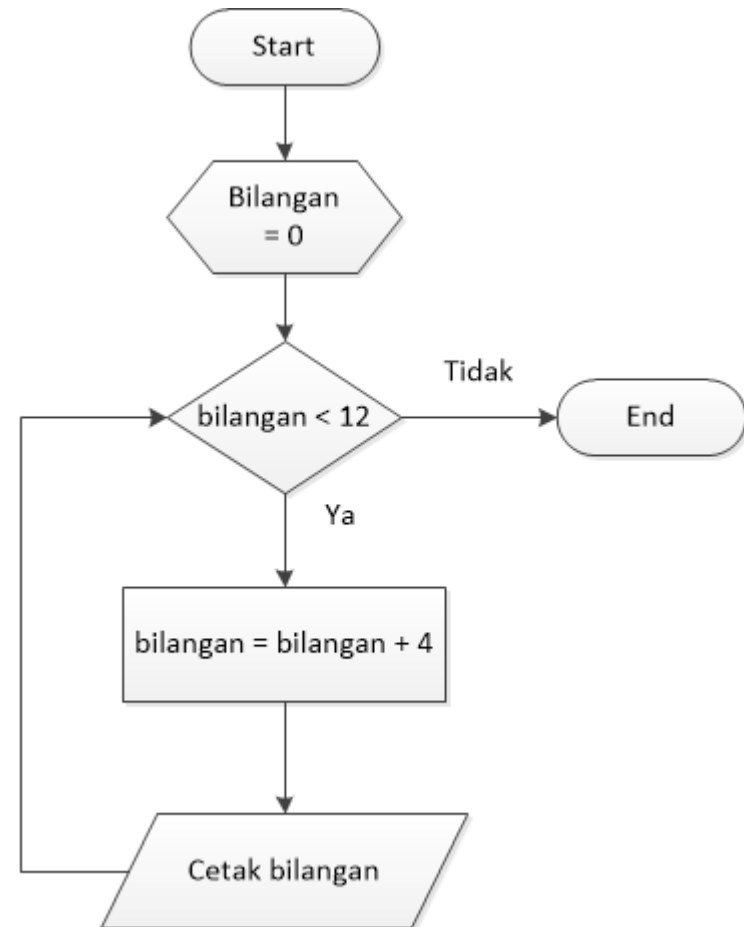 Start
Bilangan
= 0
bilangan < 12
Tidak
End
Ya
bilangan = bilangan + 4
Cetak bilangan